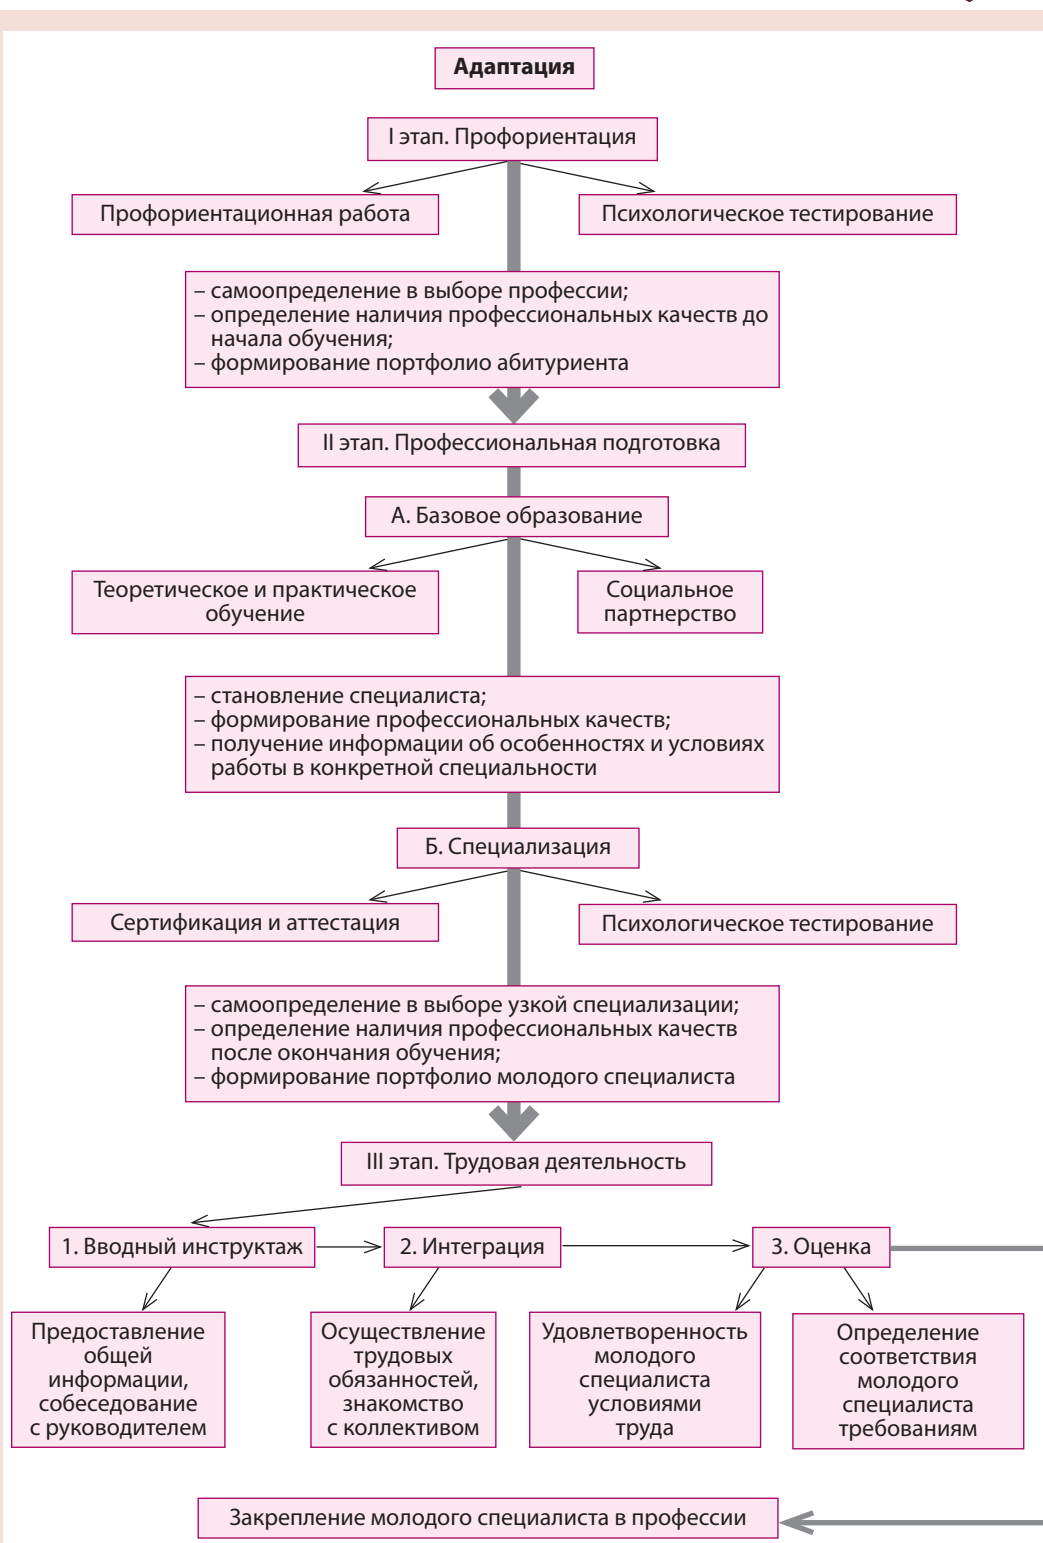 Адаптация
I этап. Профориентация
Профориентационная работа
Психологическое тестирование
– самоопределение в выборе профессии;
– определение наличия профессиональных качеств до
начала обучения;
– формирование портфолио абитуриента
II этап. Профессиональная подготовка
А. Базовое образование
Теоретическое и практическое
обучение
Социальное
партнерство
– становление специалиста;
– формирование профессиональных качеств;
– получение информации об особенностях и условиях
работы в конкретной специальности
Б. Специализация
Сертификация и аттестация
Психологическое тестирование
– самоопределение в выборе узкой специализации;
– определение наличия профессиональных качеств
после окончания обучения;
– формирование портфолио молодого специалиста
III этап. Трудовая деятельность
1. Вводный инструктаж
2. Интеграция
3. Оценка
Предоставление
общей
информации,
собеседование
с руководителем
Осуществление
трудовых
обязанностей,
знакомство
с коллективом
Удовлетворенность
молодого
специалиста
условиями
труда
Определение
соответствия
молодого
специалиста
требованиям
Закрепление молодого специалиста в профессии